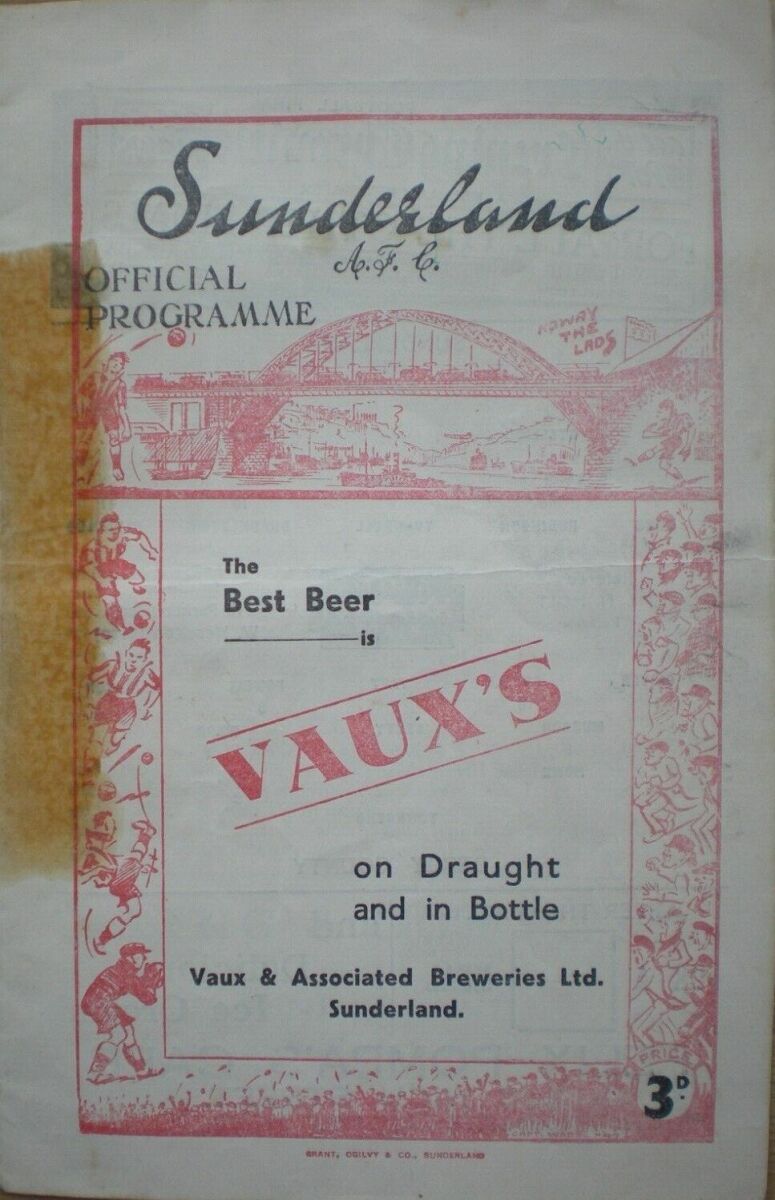 Sunderland
A.F.C.
OFFICIAL
PROGRAMME
HAWAY
THE
LADS
The
Best Beer
is
VAUX'S
on Draught
and in Bottle
Vaux & Associated Breweries Ltd.
Sunderland.
PRICE
3D.
GRANT, OGILVY & CO., SUNDERLAND